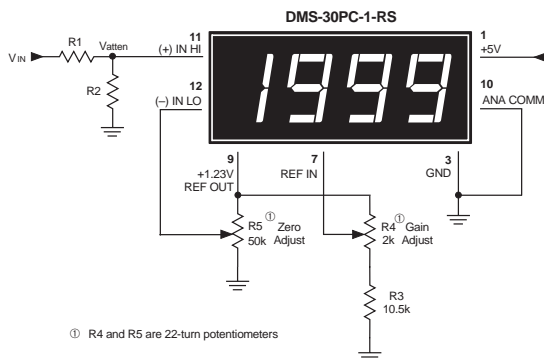 DMS-30PC-1-RS
VIN
R1
Vatten
R2
11
(+) IN HI
12
(–) IN LO
1999
1
+5V
10
ANA COMM
9
+1.23V
REF OUT
7
REF IN
3
GND
R5
50k
① Zero
Adjust
R4
2k
① Gain
Adjust
R3
10.5k
① R4 and R5 are 22-turn potentiometers